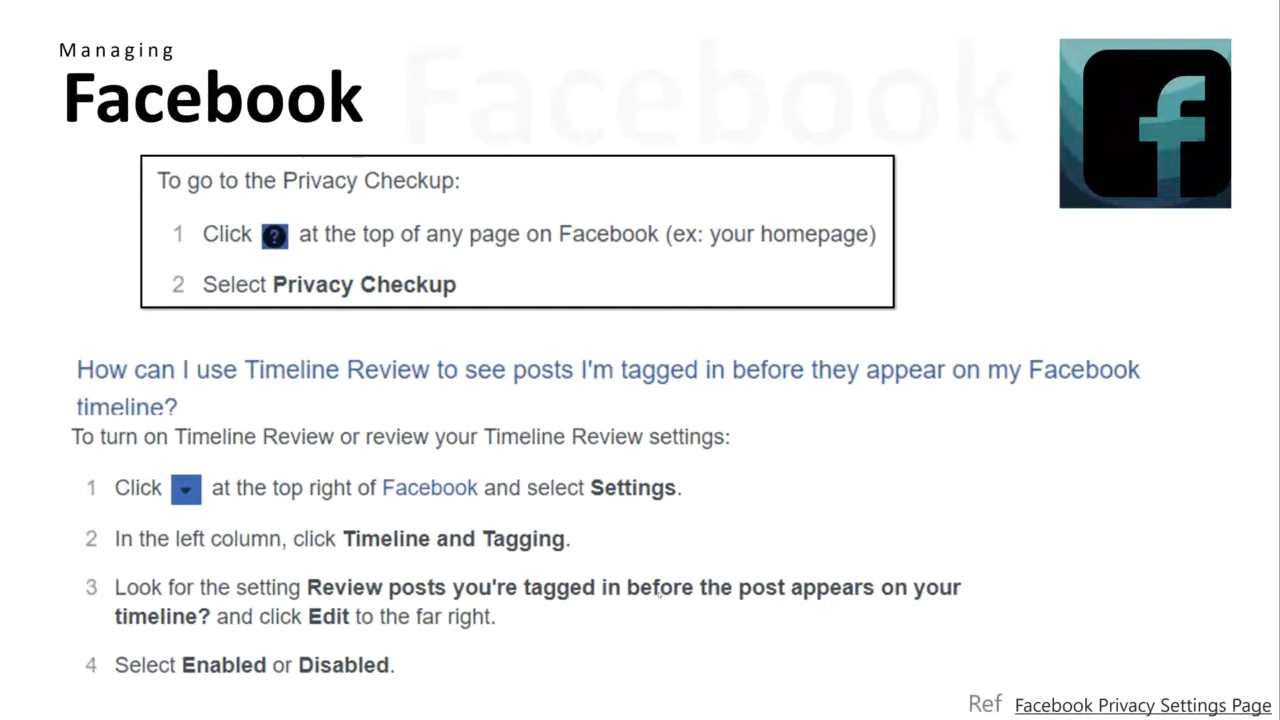 Managing
Facebook
Facebook
To go to the Privacy Checkup:
1 Click ? at the top of any page on Facebook (ex: your homepage)
2 Select Privacy Checkup
How can I use Timeline Review to see posts I'm tagged in before they appear on my Facebook
timeline?
To turn on Timeline Review or review your Timeline Review settings:
1 Click at the top right of Facebook and select Settings.
2 In the left column, click Timeline and Tagging.
3 Look for the setting Review posts you're tagged in before the post appears on your
timeline? and click Edit to the far right.
4 Select Enabled or Disabled.
Ref Facebook Privacy Settings Page